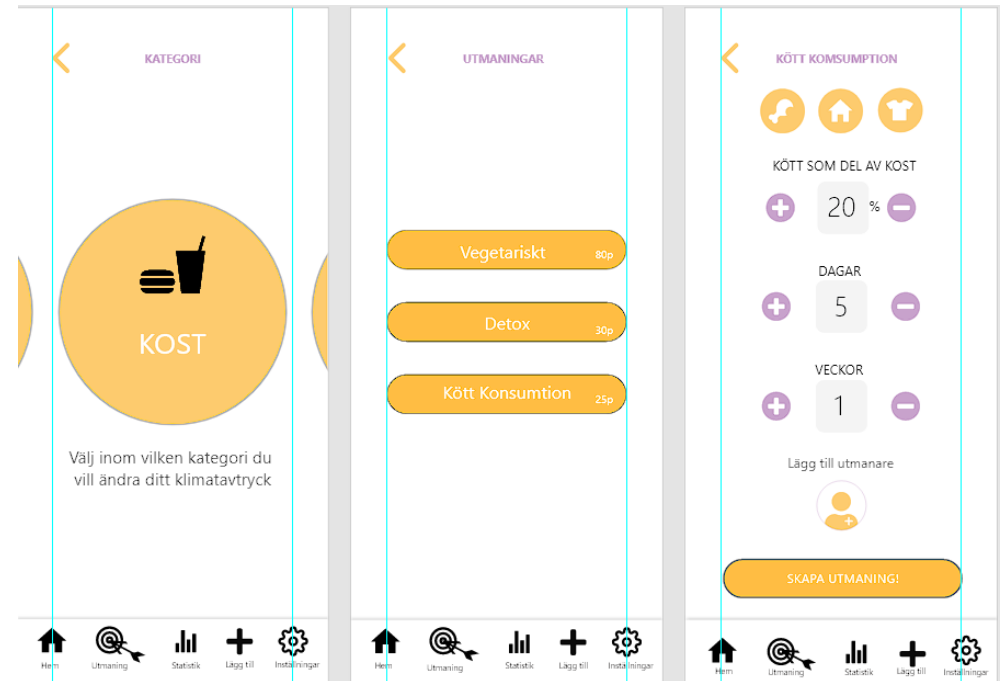 KATEGORI
KOST
Välj inom vilken kategori du
vill ändra ditt klimatavtryck
Hem
Utmaning
Statistik
Lägg till
Inställningar
UTMANINGAR
Vegetariskt 80p
Detox 30p
Kött Konsumtion 25p
Hem
Utmaning
Statistik
Lägg till
Inställningar
KÖTT KOMSUMPTION
KÖTT SOM DEL AV KOST
20 %
DAGAR
5
VECKOR
1
Lägg till utmanare
SKAPA UTMANING!
Hem
Utmaning
Statistik
Lägg till
Inställningar